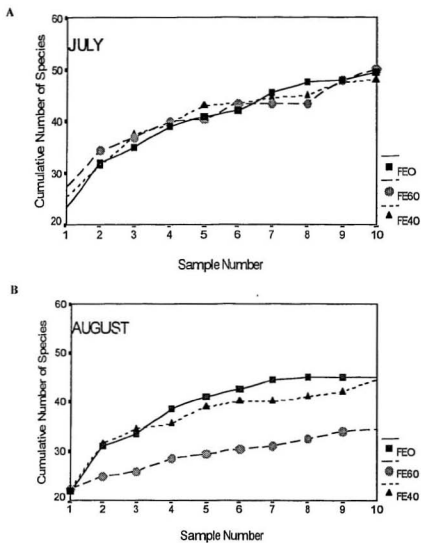 A
JULY
Cumulative Number of Species
60
50
40
30
20
1 2 3 4 5 6 7 8 9 10
Sample Number
FEO
FE60
FE40
B
AUGUST
Cumulative Number of Species
60
50
40
30
20
1 2 3 4 5 6 7 8 9 10
Sample Number
FEO
FE60
FE40